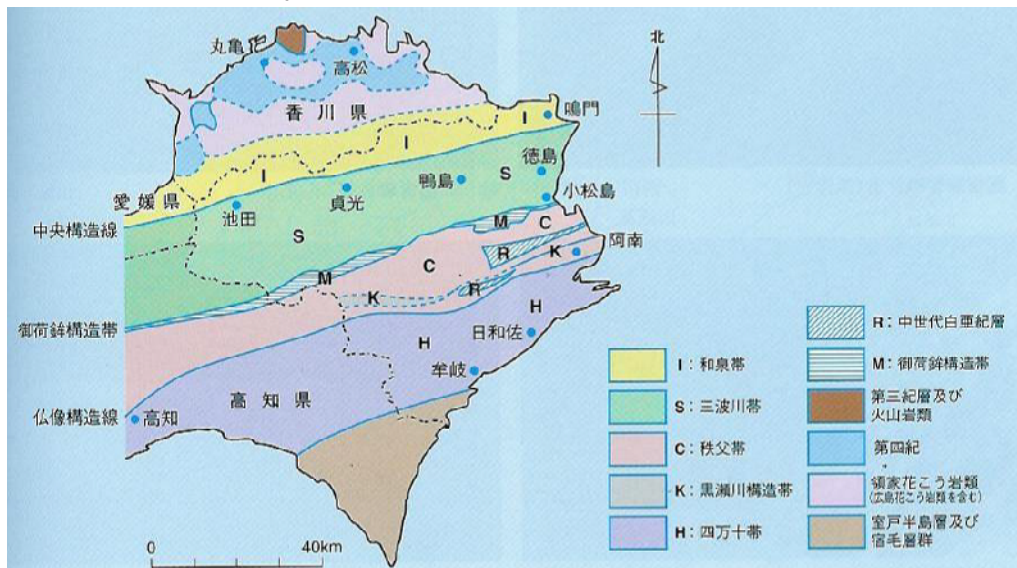 北
丸亀
高松
香川県
鳴門
I
I
I
徳島
鴨島
S
小松島
愛媛県
貞光
池田
中央構造線
S
M
C
阿南
R
K
C
M
K
R
御荷鉾構造帯
H
日和佐
H
牟岐
高知県
仏像構造線
高知
0
40km
I：和泉帯
S：三波川帯
C：秩父帯
K：黒瀬川構造帯
H：四万十帯
R：中世代白亜紀層
M：御荷鉾構造帯
第三紀層及び
火山岩類
第四紀
領家花こう岩類
(広島花こう岩類を含む)
室戸半島層及び
宿毛層群